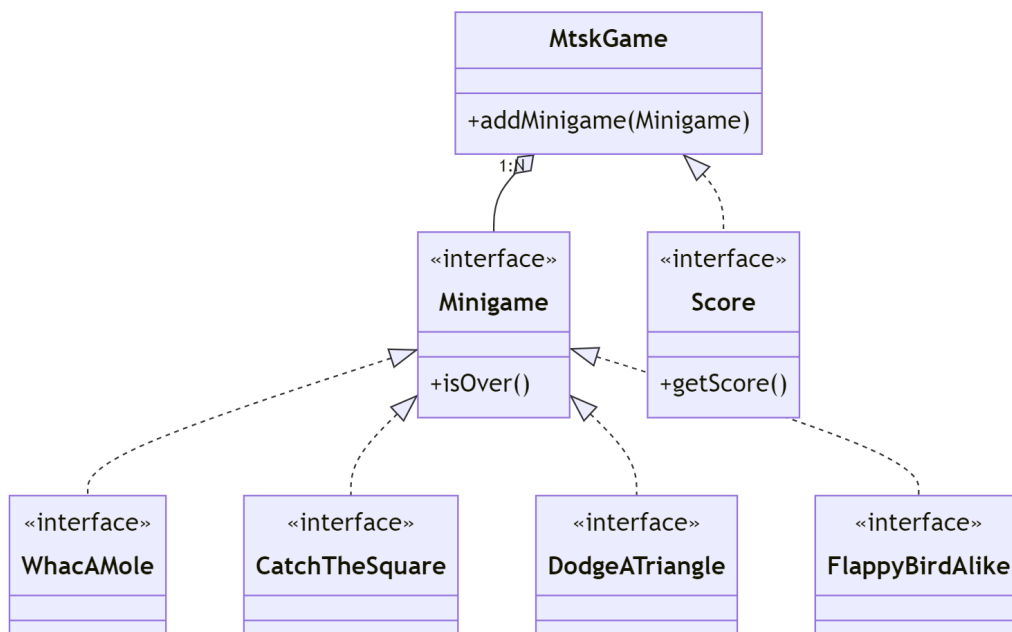 MtskGame
+addMinigame(Minigame)
1:N
«interface»
Minigame
+isOver()
«interface»
Score
+getScore()
«interface»
WhacAMole
«interface»
CatchTheSquare
«interface»
DodgeATriangle
«interface»
FlappyBirdAlike